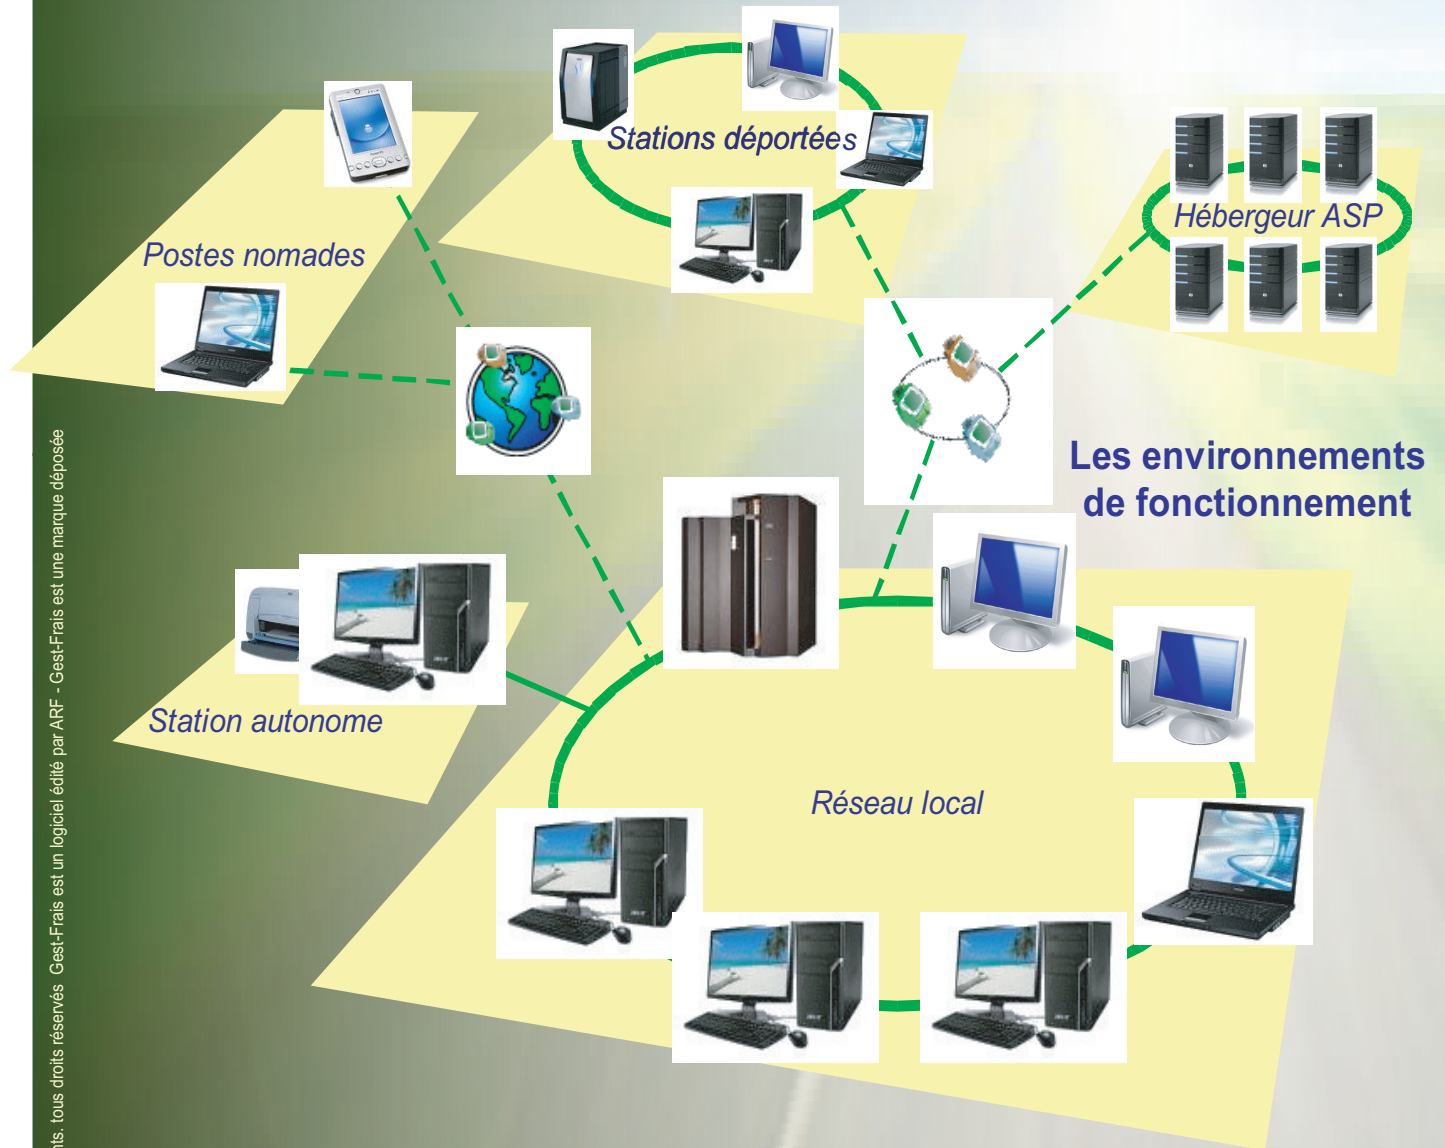 Stations déportées
Hébergeur ASP
Postes nomades
Les environnements
de fonctionnement
Station autonome
Réseau local
tous droits réservés Gest-Frais est un logiciel édité par ARF - Gest-Frais est une marque déposée